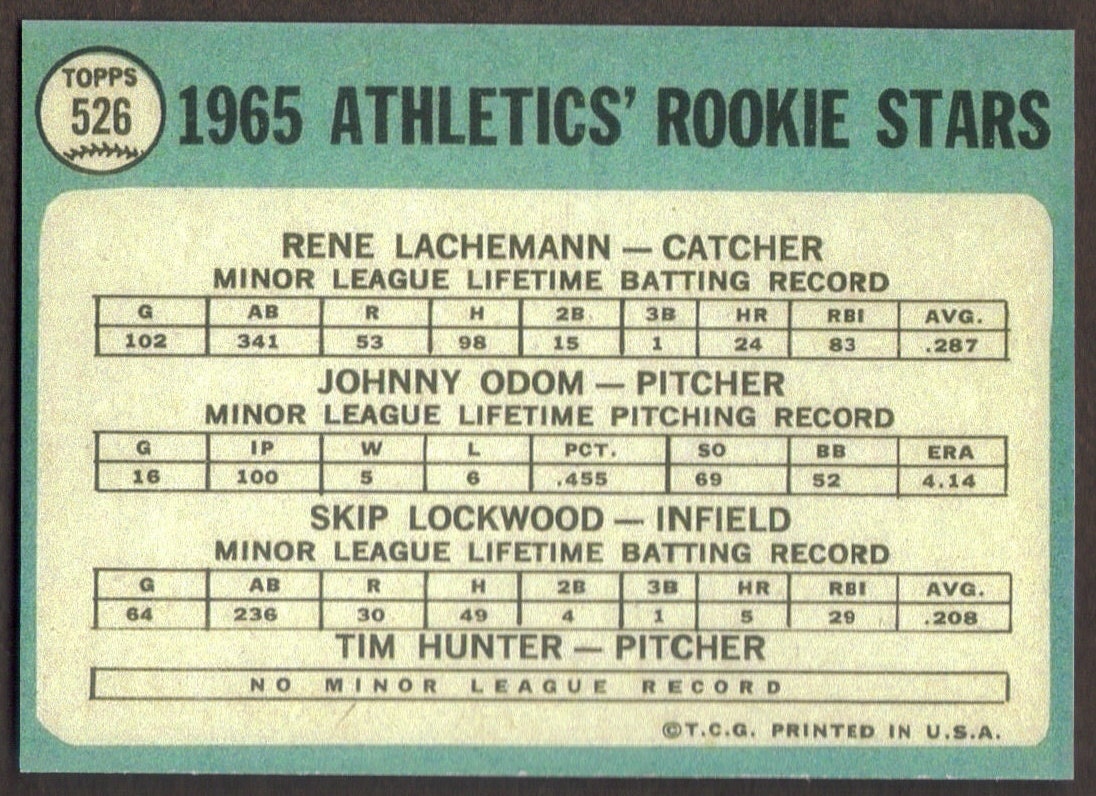 TOPPS
526
1965 ATHLETICS' ROOKIE STARS
RENE LACHEMANN — CATCHER
MINOR LEAGUE LIFETIME BATTING RECORD
G AB R H 2B 3B HR RBI AVG.
102 341 53 98 15 1 24 83 .287
JOHNNY ODOM — PITCHER
MINOR LEAGUE LIFETIME PITCHING RECORD
G IP W L PCT. SO BB ERA
16 100 5 6 .455 69 52 4.14
SKIP LOCKWOOD — INFIELD
MINOR LEAGUE LIFETIME BATTING RECORD
G AB R H 2B 3B HR RBI AVG.
64 236 30 49 4 1 5 29 .208
TIM HUNTER — PITCHER
NO MINOR LEAGUE RECORD
©T.C.G. PRINTED IN U.S.A.